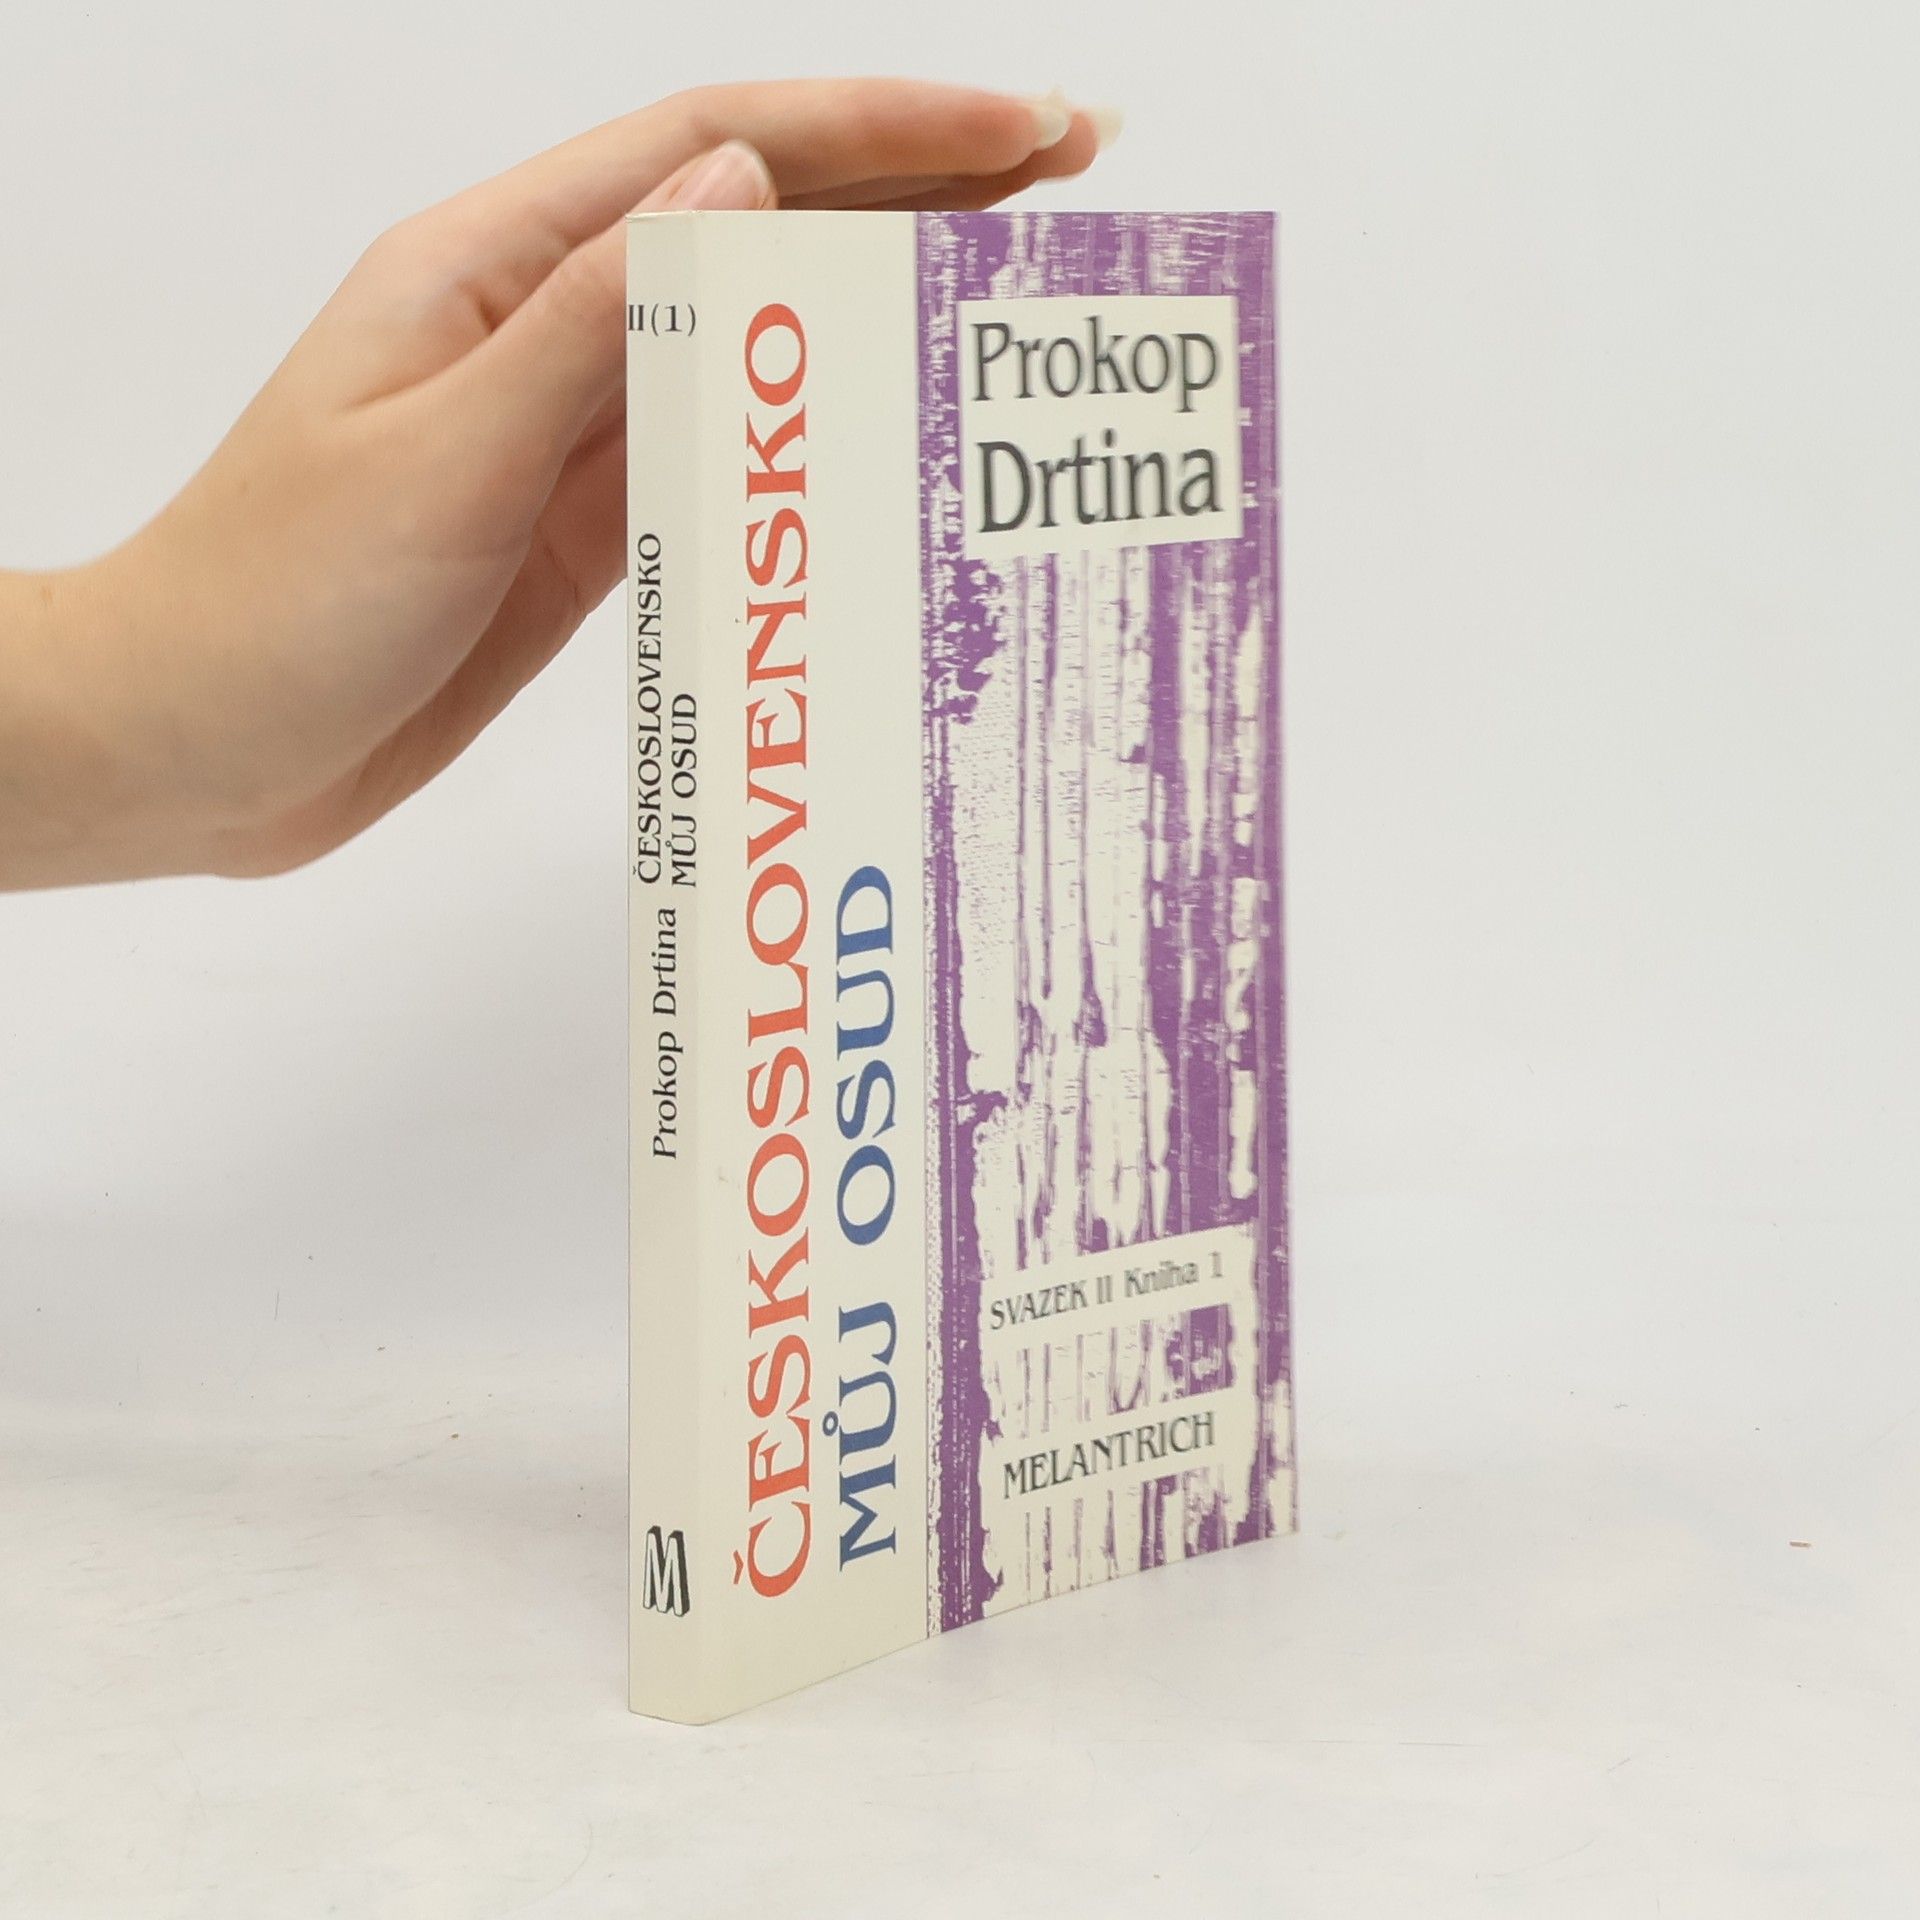 II(1)
Prokop Drtina
ČESKOSLOVENSKO
MŮJ OSUD
M
ČESKOSLOVENSKO
MŮJ OSUD
Prokop
Drtina
SVAZEK II Kniha 1
MELANTRICH